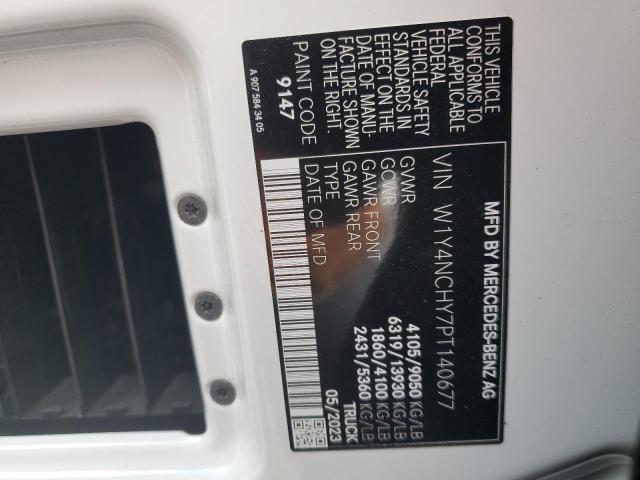 MFD BY MERCEDES-BENZ AG
VIN W1Y4NCHY7PT140677
THIS VEHICLE
CONFORMS TO
ALL APPLICABLE
FEDERAL
VEHICLE SAFETY
STANDARDS IN
EFFECT ON THE
DATE OF MANU-
FACTURE SHOWN
ON THE RIGHT.
GVWR 4105/9050 KG/LB
GCWR 6319/13930 KG/LB
GAWR FRONT 1860/4100 KG/LB
GAWR REAR 2431/5360 KG/LB
TYPE TRUCK
DATE OF MFD 05/2023
PAINT CODE
9147
A 907 584 34 05